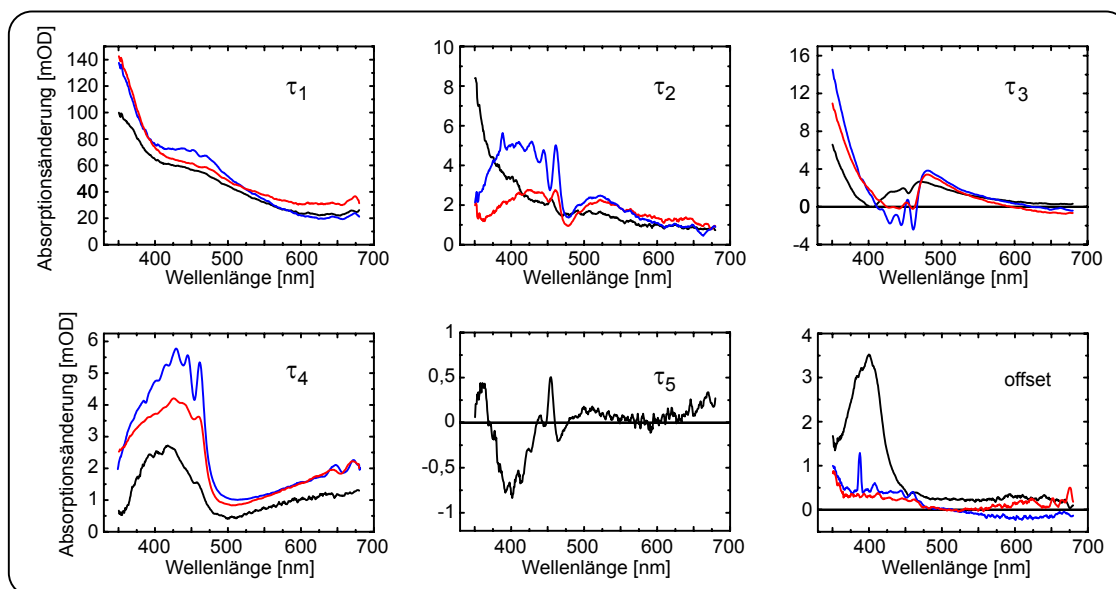 Absorptionsänderung [mOD]
140
120
100
80
60
40
20
0
τ1
400 500 600 700
Wellenlänge [nm]
10
8
6
4
2
0
τ2
400 500 600 700
Wellenlänge [nm]
16
12
8
4
0
-4
τ3
400 500 600 700
Wellenlänge [nm]
Absorptionsänderung [mOD]
6
5
4
3
2
1
0
τ4
400 500 600 700
Wellenlänge [nm]
1
0,5
0
-0,5
-1
τ5
400 500 600 700
Wellenlänge [nm]
4
3
2
1
0
offset
400 500 600 700
Wellenlänge [nm]